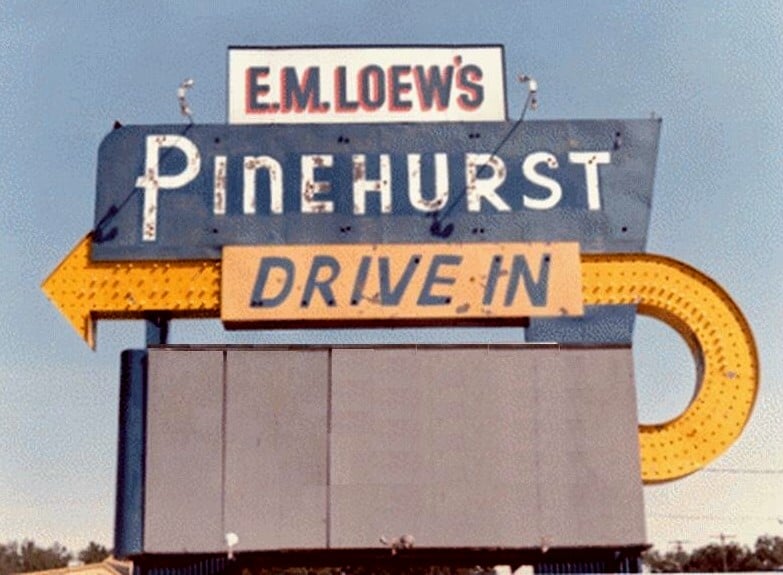 E.M. LOEW'S
PINEHURST
DRIVE IN